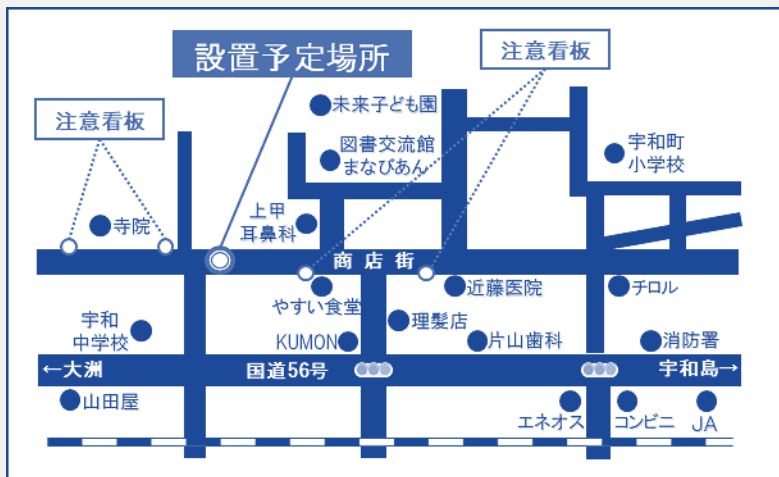 設置予定場所
注意看板
注意看板
未来子ども園
図書交流館
まなびあん
宇和町
小学校
寺院
上甲
耳鼻科
商店街
やすい食堂
近藤医院
チロル
宇和
中学校
理髪店
KUMON
片山歯科
消防署
←大洲
国道56号
宇和島→
山田屋
エネオス
コンビニ
JA